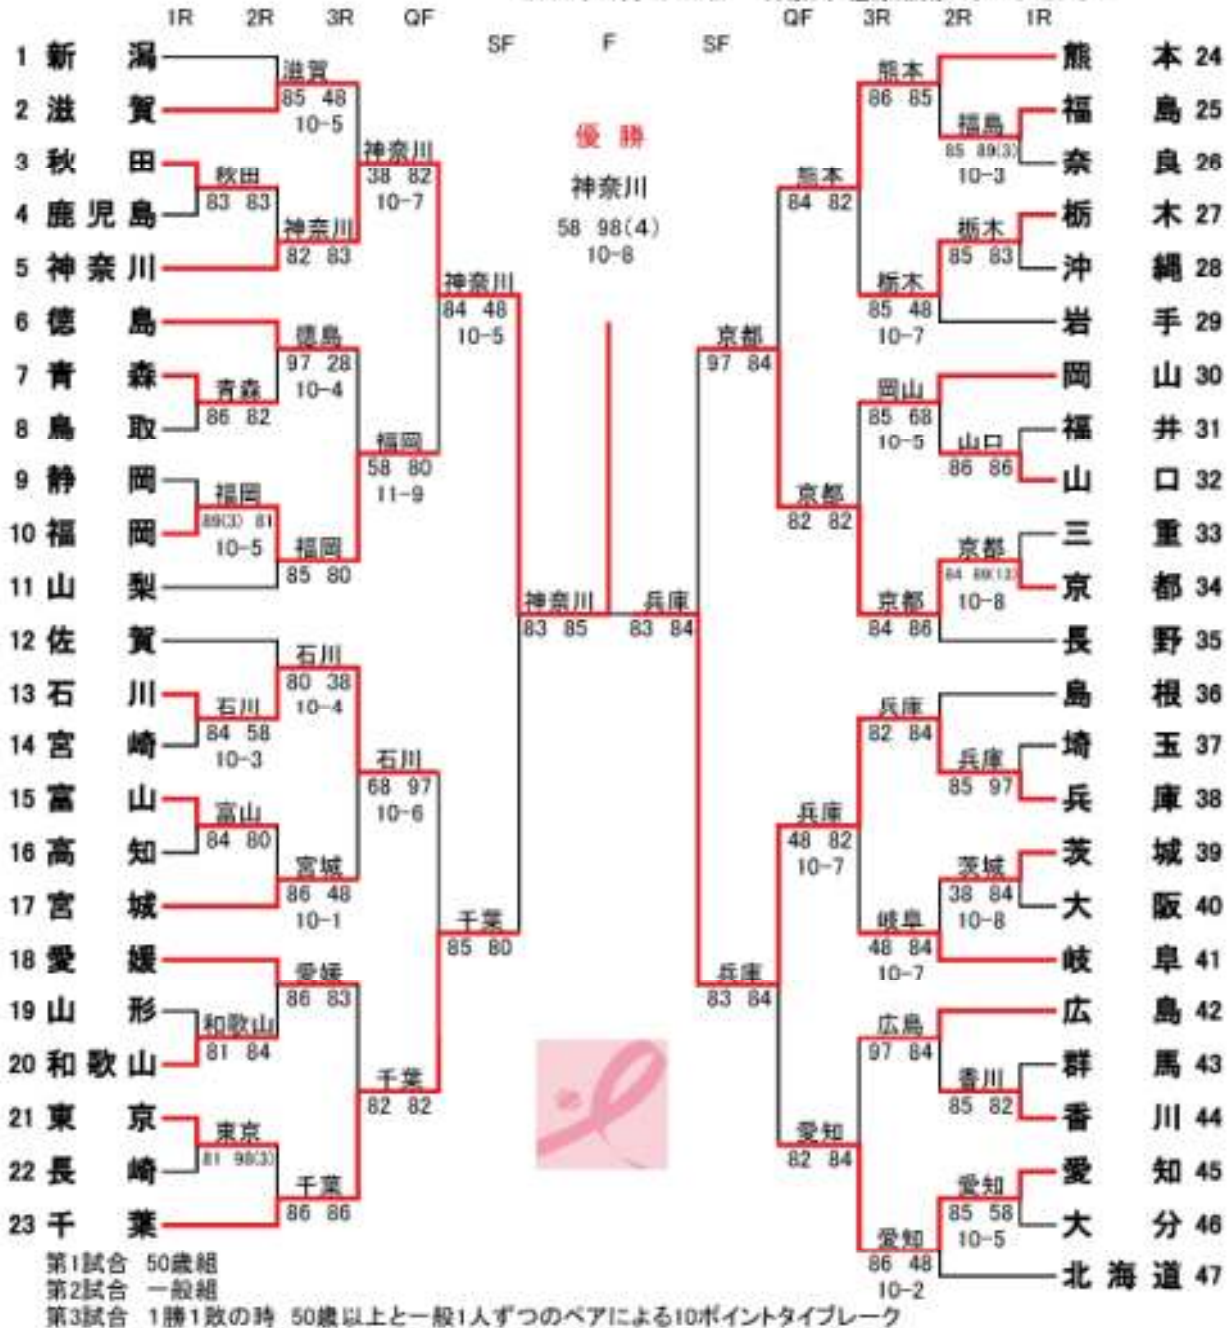 1R 2R 3R QF SF F SF QF 3R 2R 1R
1 新潟
2 滋賀
3 秋田
4 鹿児島
5 神奈川
6 徳島
7 青森
8 鳥取
9 静岡
10 福岡
11 山梨
12 佐賀
13 石川
14 宮崎
15 富山
16 高知
17 宮城
18 愛媛
19 山形
20 和歌山
21 東京
22 長崎
23 千葉
秋田
83 83
青森
86 82
福岡
89(3) 81
10-5
石川
84 58
10-3
富山
84 80
和歌山
81 84
東京
81 98(3)
滋賀
85 48
10-5
神奈川
82 83
徳島
97 28
10-4
福岡
85 80
石川
80 38
10-4
宮城
86 48
10-1
愛媛
86 83
千葉
86 86
神奈川
38 82
10-7
福岡
58 80
11-9
石川
68 97
10-6
千葉
82 82
神奈川
84 48
10-5
千葉
85 80
神奈川
83 85
優勝
神奈川
58 98(4)
10-8
兵庫
83 84
京都
97 84
兵庫
83 84
熊本
84 82
京都
82 82
兵庫
48 82
10-7
愛知
82 84
熊本
86 85
栃木
85 48
10-7
岡山
85 68
10-5
京都
84 86
兵庫
82 84
岐阜
48 84
10-7
広島
97 84
愛知
86 48
10-2
福島
85 89(3)
10-3
栃木
85 83
山口
86 86
京都
84 89(13)
10-8
兵庫
85 97
茨城
38 84
10-8
香川
85 82
愛知
85 58
10-5
熊本 24
福島 25
奈良 26
栃木 27
沖縄 28
岩手 29
岡山 30
福井 31
山口 32
三重 33
京都 34
長野 35
島根 36
埼玉 37
兵庫 38
茨城 39
大阪 40
岐阜 41
広島 42
群馬 43
香川 44
愛知 45
大分 46
北海道 47
第1試合 50歳組
第2試合 一般組
第3試合 1勝1敗の時 50歳以上と一般1人ずつのペアによる10ポイントタイブレーク